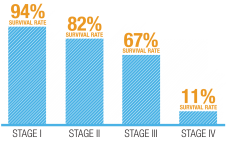 94%
SURVIVAL RATE
82%
SURVIVAL RATE
67%
SURVIVAL RATE
11%
SURVIVAL RATE
STAGE I
STAGE II
STAGE III
STAGE IV